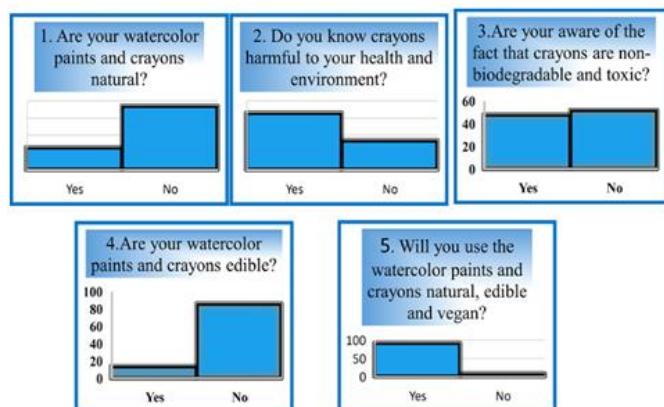 1. Are your watercolor
paints and crayons
natural?
Yes No
2. Do you know crayons
harmful to your health and
environment?
Yes No
3.Are your aware of the
fact that crayons are non-
biodegradable and toxic?
60
40
20
0
Yes No
4.Are your watercolor
paints and crayons edible?
100
80
60
40
20
0
Yes No
5. Will you use the
watercolor paints and
crayons natural, edible
and vegan?
100
50
0
Yes No